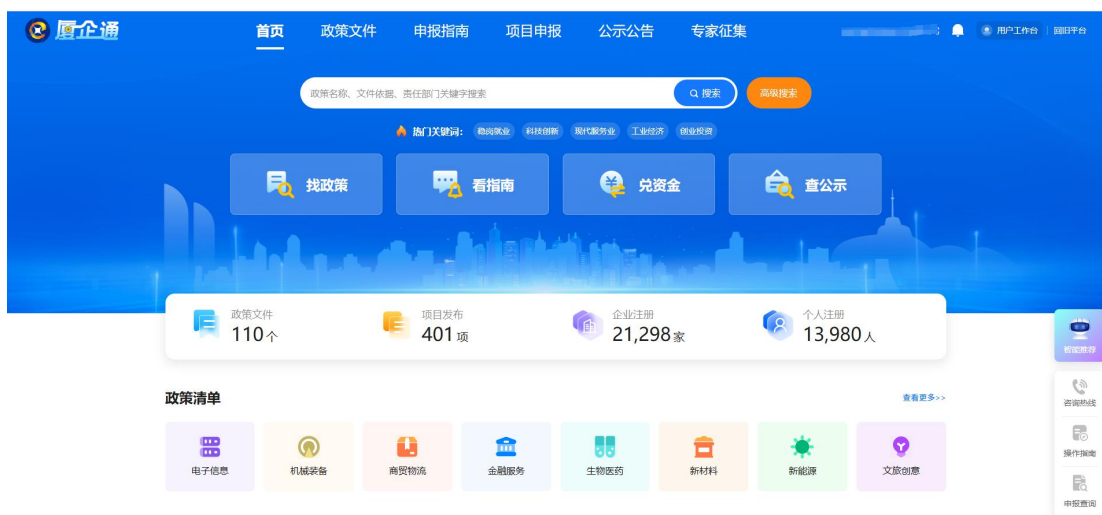 厦企通
首页 政策文件 申报指南 项目申报 公示公告 专家征集
用户工作台 | 回旧平台
政策名称、文件依据、责任部门关键字搜索
搜索
高级搜索
热门关键词： 稳岗就业 科技创新 现代服务业 工业经济 创业投资
找政策 看指南 兑资金 查公示
政策文件 项目发布 企业注册 个人注册
110个 401项 21,298家 13,980人
智能推荐
政策清单 查看更多>>
咨询热线
电子信息 机械装备 商贸物流 金融服务 生物医药 新材料 新能源 文旅创意
操作指南
申报查询